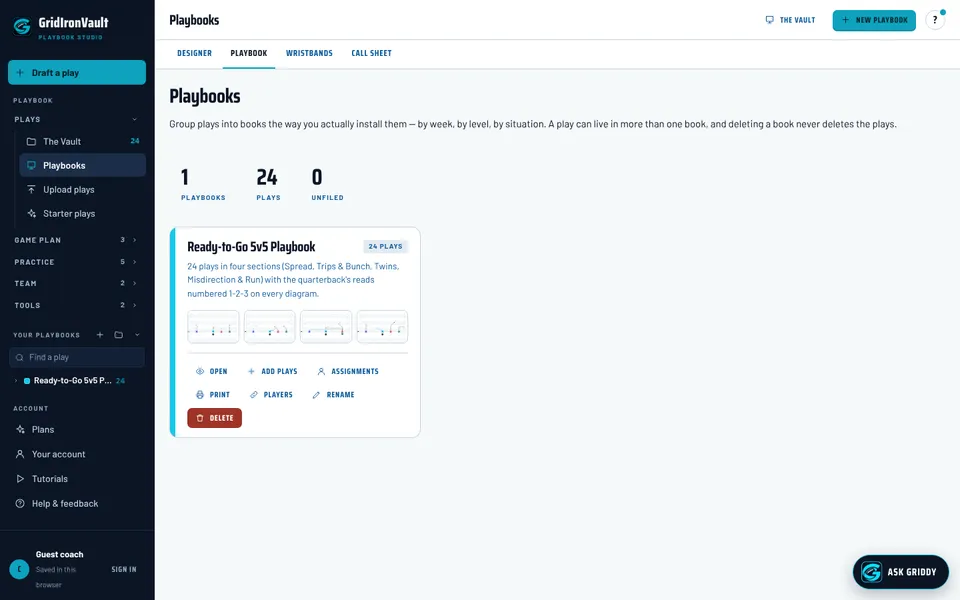 GridIronVault
PLAYBOOK STUDIO
Draft a play
PLAYBOOK
PLAYS
The Vault 24
Playbooks
Upload plays
Starter plays
GAME PLAN 3
PRACTICE 5
TEAM 2
TOOLS 2
YOUR PLAYBOOKS
Find a play
Ready-to-Go 5v5 P... 24
ACCOUNT
Plans
Your account
Tutorials
Help & feedback
Guest coach
Saved in this
browser
SIGN IN
Playbooks
THE VAULT
NEW PLAYBOOK
?
DESIGNER PLAYBOOK WRISTBANDS CALL SHEET
Playbooks
Group plays into books the way you actually install them — by week, by level, by situation. A play can live in more than one book, and deleting a book never deletes the plays.
1 24 0
PLAYBOOKS PLAYS UNFILED
Ready-to-Go 5v5 Playbook 24 PLAYS
24 plays in four sections (Spread, Trips & Bunch, Twins,
Misdirection & Run) with the quarterback's reads
numbered 1-2-3 on every diagram.
OPEN ADD PLAYS ASSIGNMENTS
PRINT PLAYERS RENAME
DELETE
ASK GRIDDY